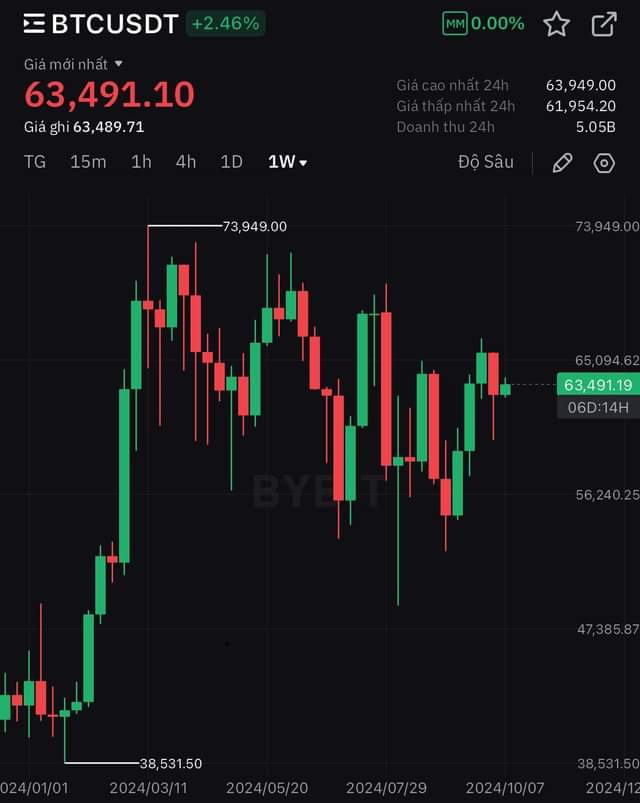 BTCUSDT +2.46% MM 0.00%
Giá mới nhất
63,491.10
Giá ghi 63,489.71
Giá cao nhất 24h 63,949.00
Giá thấp nhất 24h 61,954.20
Doanh thu 24h 5.05B
TG 15m 1h 4h 1D 1W Độ Sâu
73,949.00 73,949.00
65,094.62
63,491.19
06D:14H
BYBIT
56,240.25
47,385.87
38,531.50 38,531.50
024/01/01 2024/03/11 2024/05/20 2024/07/29 2024/10/07 2024/12